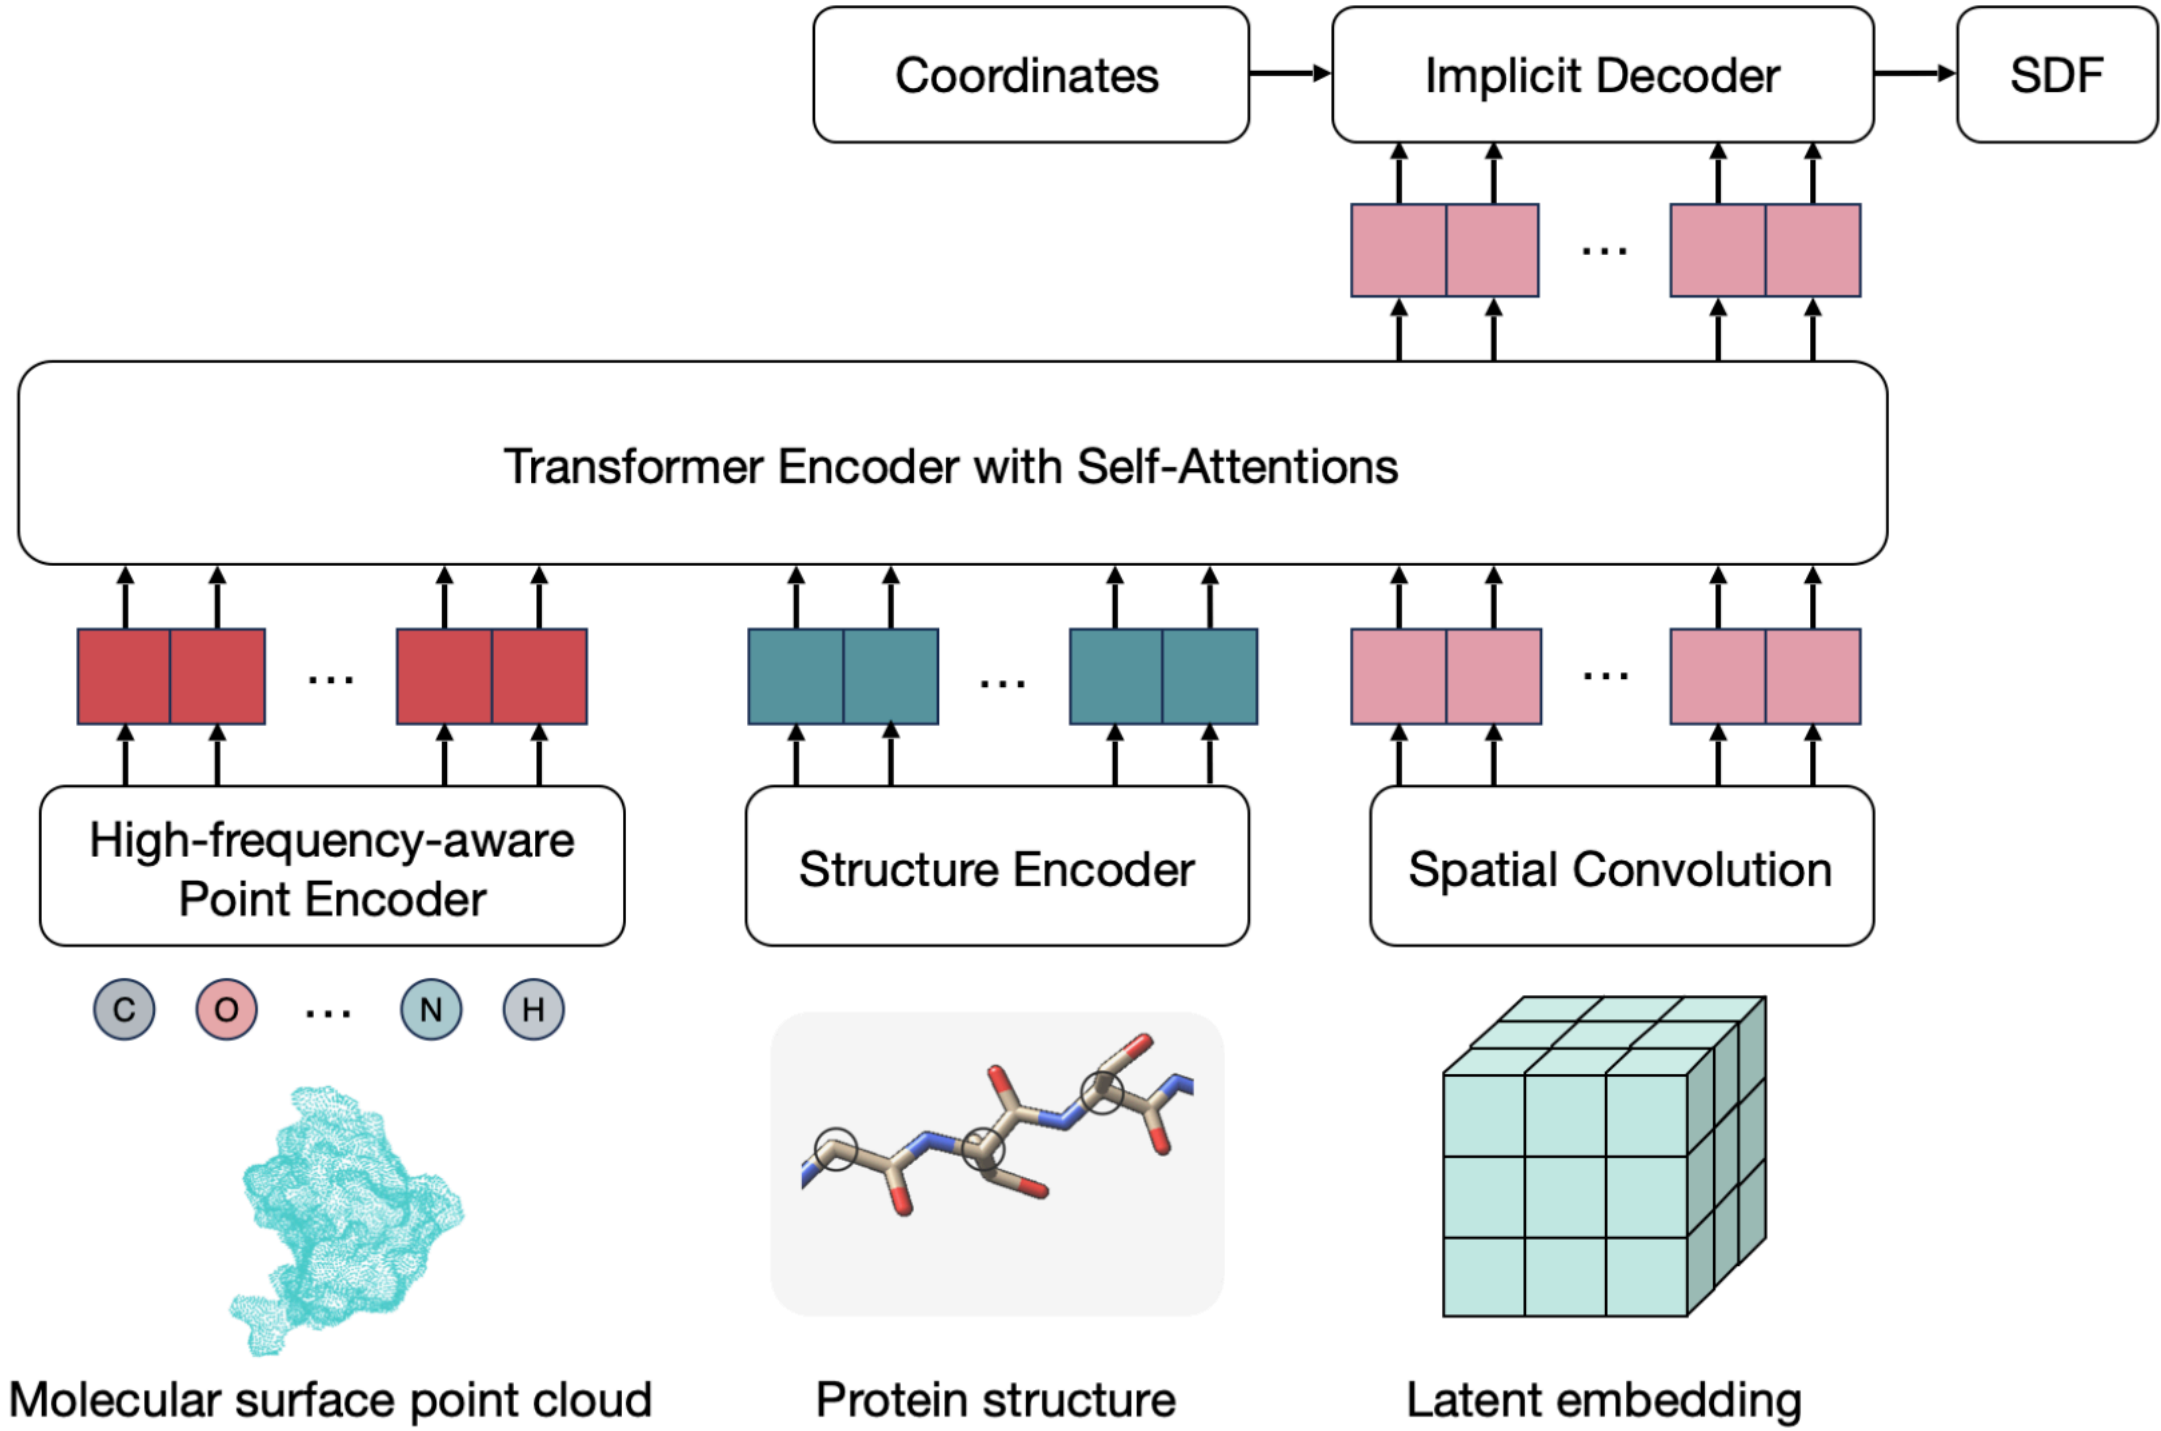 Coordinates
Implicit Decoder
SDF
...
Transformer Encoder with Self-Attentions
...
...
...
High-frequency-aware
Point Encoder
Structure Encoder
Spatial Convolution
C O ... N H
Molecular surface point cloud
Protein structure
Latent embedding